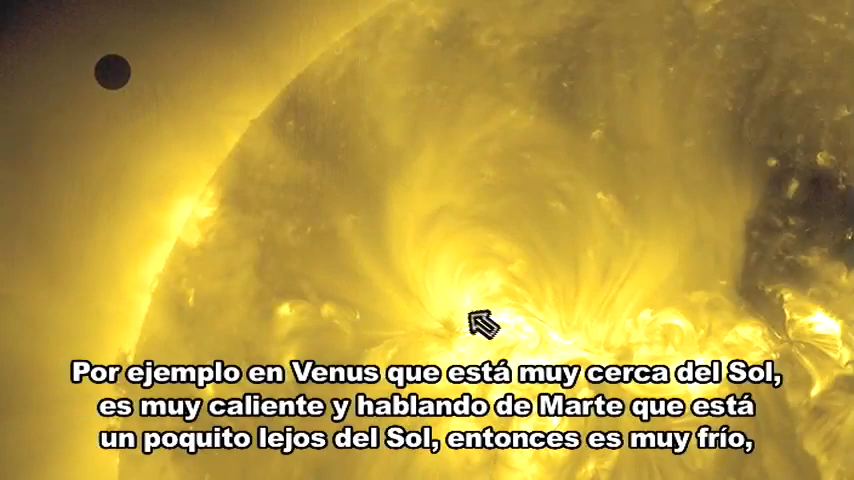 Por ejemplo en Venus que está muy cerca del Sol,
es muy caliente y hablando de Marte que está
un poquito lejos del Sol, entonces es muy frío,